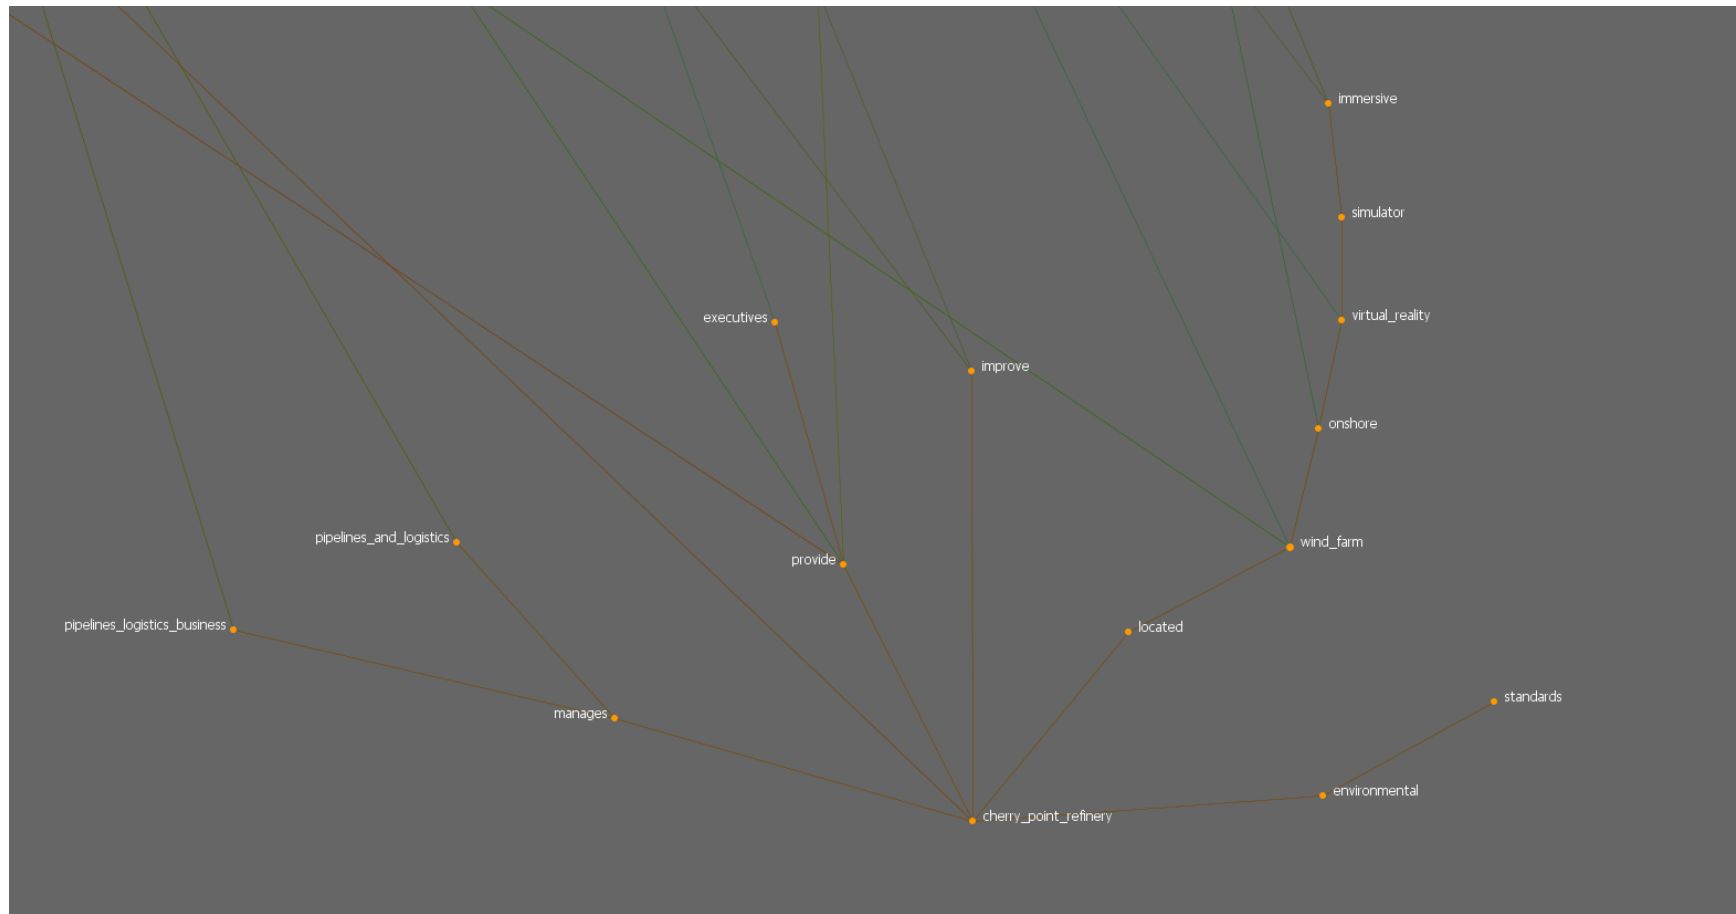 immersive
simulator
virtual_reality
executives
improve
onshore
pipelines_and_logistics
wind_farm
provide
pipelines_logistics_business
located
standards
manages
environmental
cherry_point_refinery